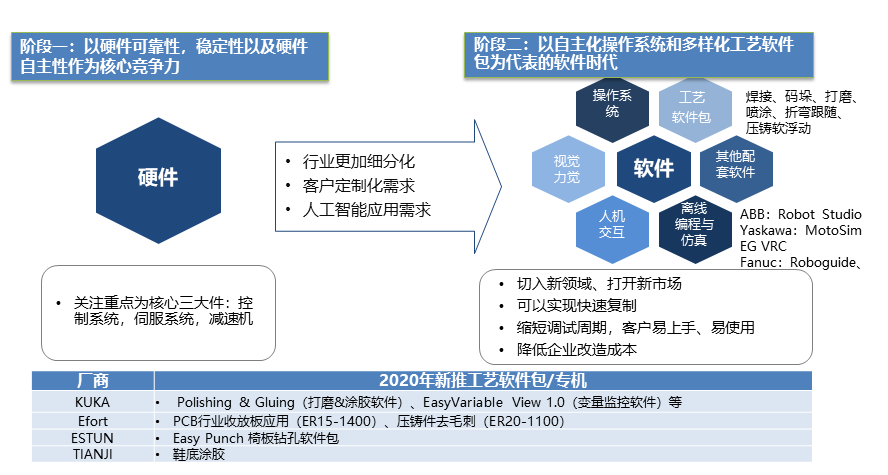 阶段一：以硬件可靠性，稳定性以及硬件
自主性作为核心竞争力
硬件
• 关注重点为核心三大件：控
制系统，伺服系统，减速机
• 行业更加细分化
• 客户定制化需求
• 人工智能应用需求
阶段二：以自主化操作系统和多样化工艺软件
包为代表的软件时代
操作系
统
工艺
软件包
焊接、码垛、打磨、
喷涂、折弯跟随、
压铸软浮动
视觉
力觉
软件
其他配
套软件
人机
交互
离线
编程与
仿真
ABB：Robot Studio
Yaskawa：MotoSim
EG VRC
Fanuc：Roboguide、
• 切入新领域、打开新市场
• 可以实现快速复制
• 缩短调试周期，客户易上手、易使用
• 降低企业改造成本
厂商 2020年新推工艺软件包/专机
KUKA • Polishing & Gluing（打磨&涂胶软件）、EasyVariable View 1.0（变量监控软件）等
Efort • PCB行业收放板应用（ER15-1400）、压铸件去毛刺（ER20-1100）
ESTUN • Easy Punch 椅板钻孔软件包
TIANJI • 鞋底涂胶